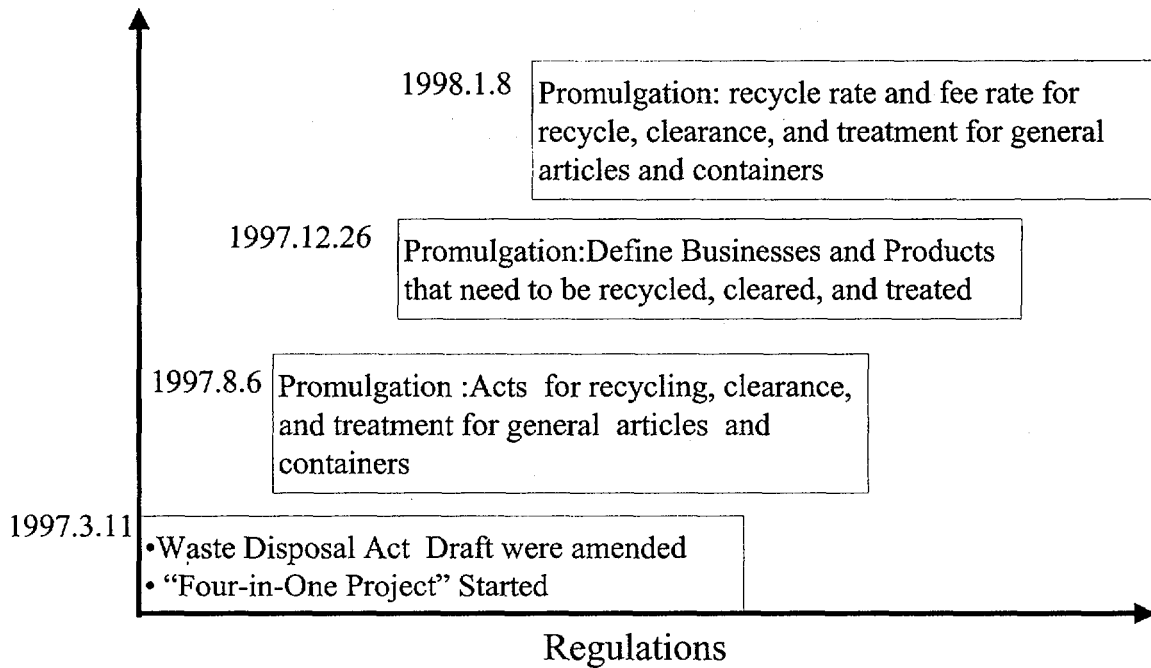 1998.1.8
Promulgation: recycle rate and fee rate for
recycle, clearance, and treatment for general
articles and containers
1997.12.26
Promulgation:Define Businesses and Products
that need to be recycled, cleared, and treated
1997.8.6
Promulgation :Acts for recycling, clearance,
and treatment for general articles and
containers
1997.3.11
•Waste Disposal Act Draft were amended
• “Four-in-One Project” Started
Regulations